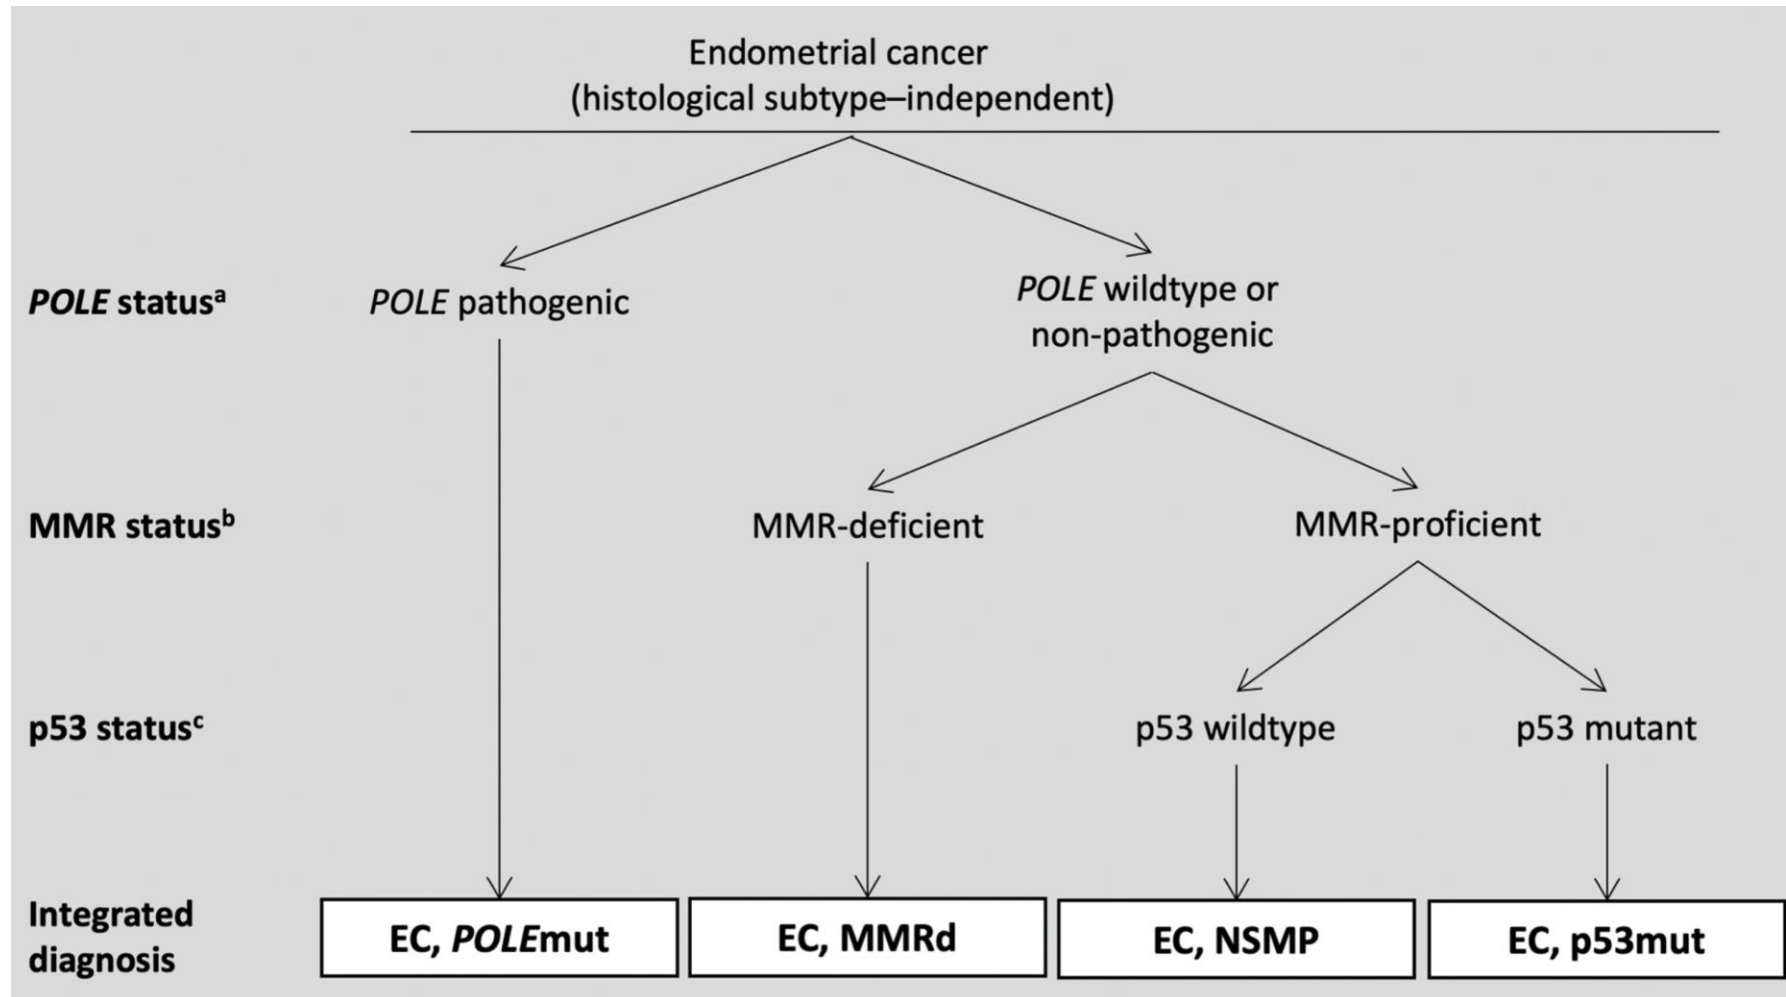 Endometrial cancer
(histological subtype–independent)
POLE statusᵃ
POLE pathogenic
POLE wildtype or
non-pathogenic
MMR statusᵇ
MMR-deficient
MMR-proficient
p53 statusᶜ
p53 wildtype
p53 mutant
Integrated
diagnosis
EC, POLEmut
EC, MMRd
EC, NSMP
EC, p53mut